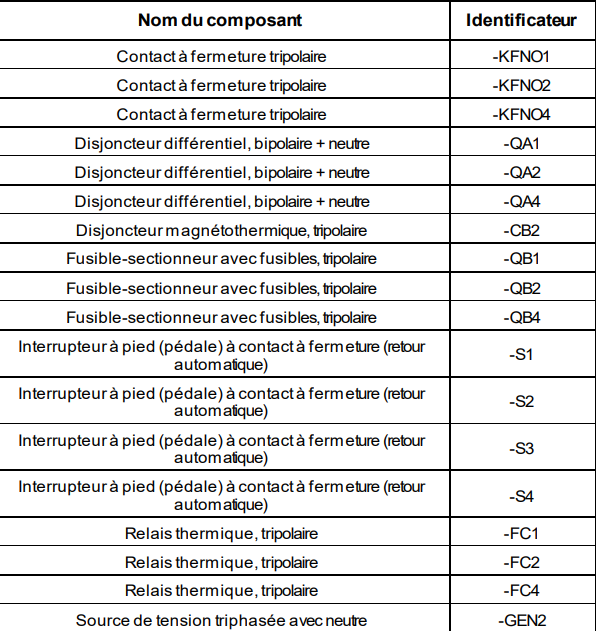 Nom du composant Identificateur
Contact à fermeture tripolaire -KFNO1
Contact à fermeture tripolaire -KFNO2
Contact à fermeture tripolaire -KFNO4
Disjoncteur différentiel, bipolaire + neutre -QA1
Disjoncteur différentiel, bipolaire + neutre -QA2
Disjoncteur différentiel, bipolaire + neutre -QA4
Disjoncteur magnétothermique, tripolaire -CB2
Fusible-sectionneur avec fusibles, tripolaire -QB1
Fusible-sectionneur avec fusibles, tripolaire -QB2
Fusible-sectionneur avec fusibles, tripolaire -QB4
Interrupteur à pied (pédale) à contact à fermeture (retour
automatique) -S1
Interrupteur à pied (pédale) à contact à fermeture (retour
automatique) -S2
Interrupteur à pied (pédale) à contact à fermeture (retour
automatique) -S3
Interrupteur à pied (pédale) à contact à fermeture (retour
automatique) -S4
Relais thermique, tripolaire -FC1
Relais thermique, tripolaire -FC2
Relais thermique, tripolaire -FC4
Source de tension triphasée avec neutre -GEN2